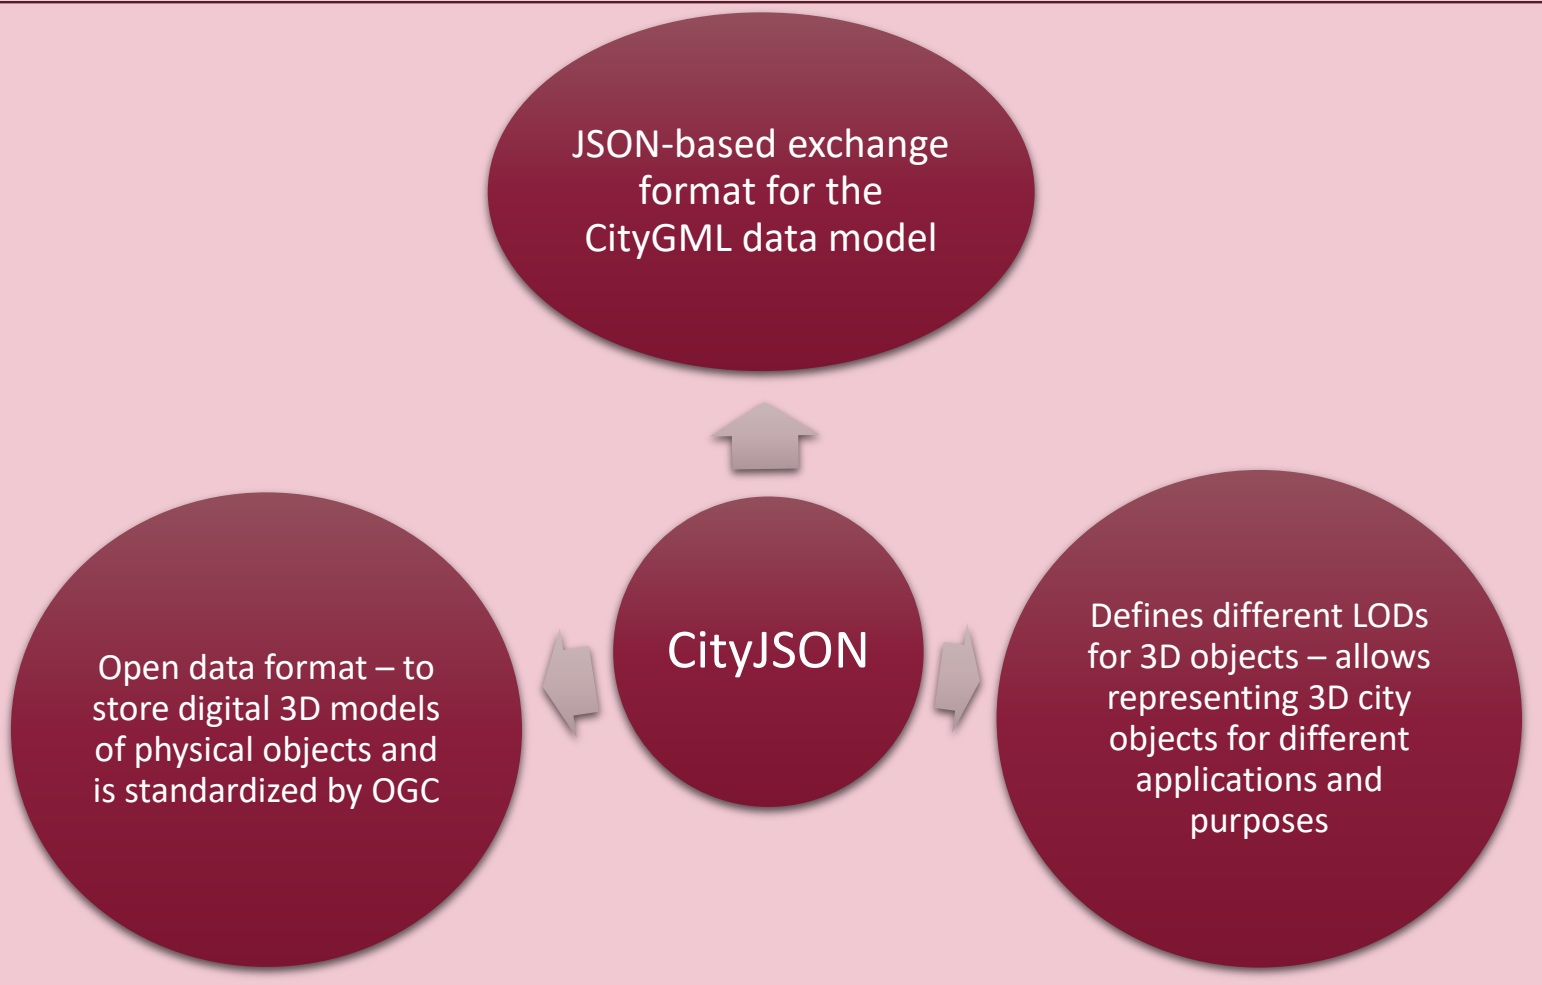 JSON-based exchange
format for the
CityGML data model
CityJSON
Open data format – to
store digital 3D models
of physical objects and
is standardized by OGC
Defines different LODs
for 3D objects – allows
representing 3D city
objects for different
applications and
purposes